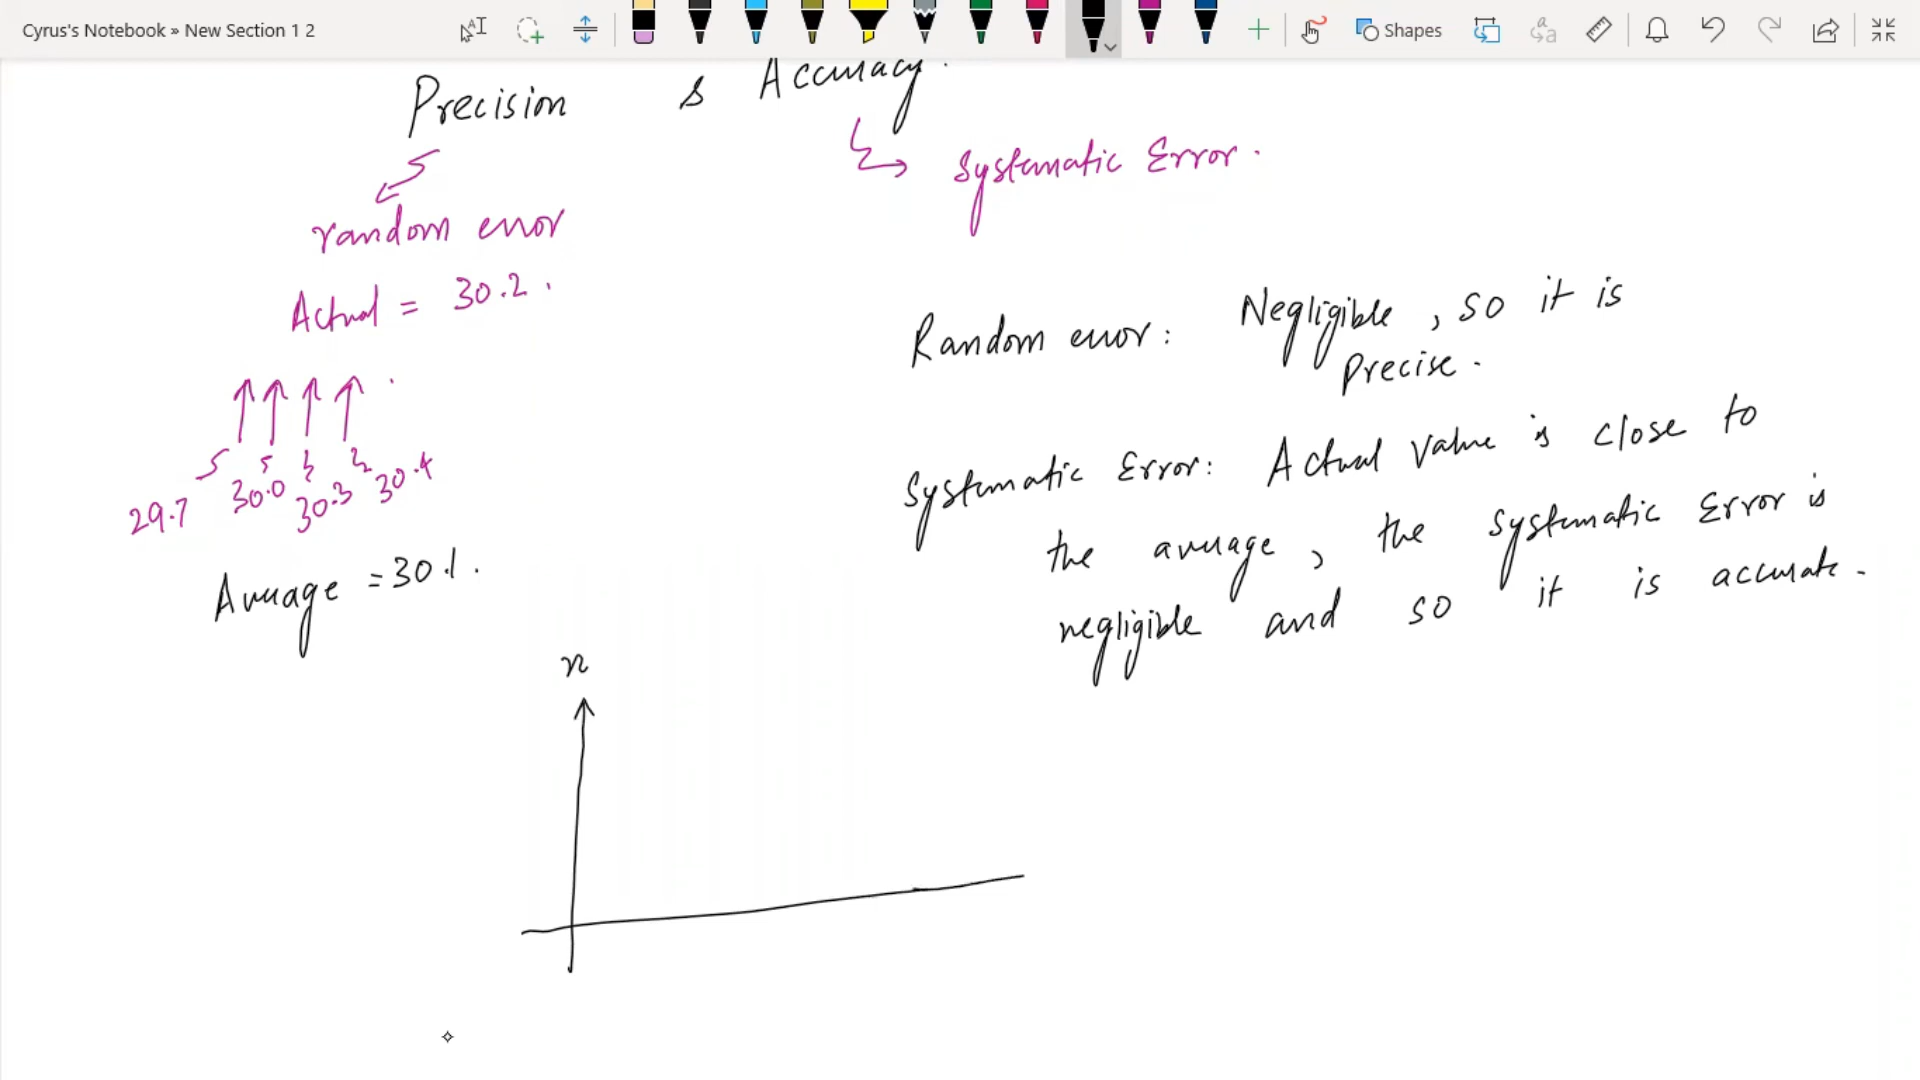 Cyrus's Notebook » New Section 1 2
Shapes
Precision & Accuracy.
Systematic Error.
random error
Actual = 30.2.
Random error: Negligible, so it is
Precise.
29.7 30.0 30.3 30.4
Systematic Error: Actual Value is close to
the average, the systematic Error is
negligible and so it is accurate.
Average = 30.1.
n